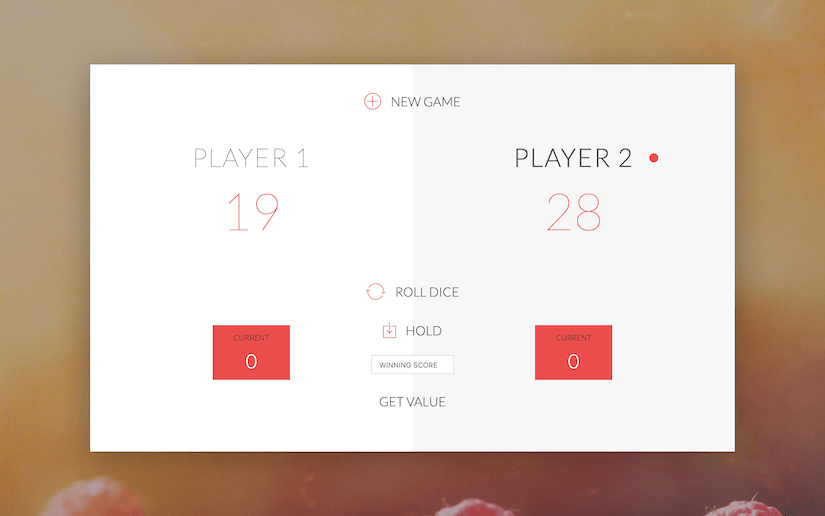 NEW GAME
PLAYER 1
PLAYER 2
19
28
ROLL DICE
HOLD
CURRENT
0
CURRENT
0
WINNING SCORE
GET VALUE